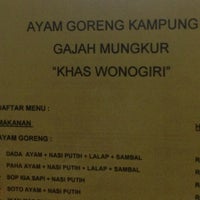 AYAM GORENG KAMPUNG
GAJAH MUNGKUR
"KHAS WONOGIRI"
DAFTAR MENU :
MAKANAN
AYAM GORENG :
DADA AYAM + NASI PUTIH + LALAP + SAMBAL
PAHA AYAM + NASI PUTIH + LALAP + SAMBAL
SOP IGA SAPI + NASI PUTIH
SOTO AYAM + NASI PUTIH